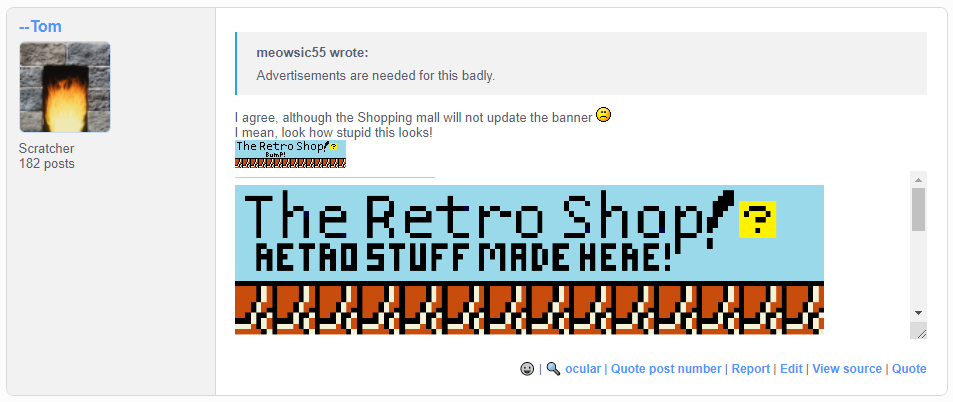 --Tom
Scratcher
182 posts
meowsic55 wrote:
Advertisements are needed for this badly.
I agree, although the Shopping mall will not update the banner
I mean, look how stupid this looks!
The Retro Shop! ?
BUMP!
The Retro Shop! ?
RETRO STUFF MADE HERE!
| ocular | Quote post number | Report | Edit | View source | Quote